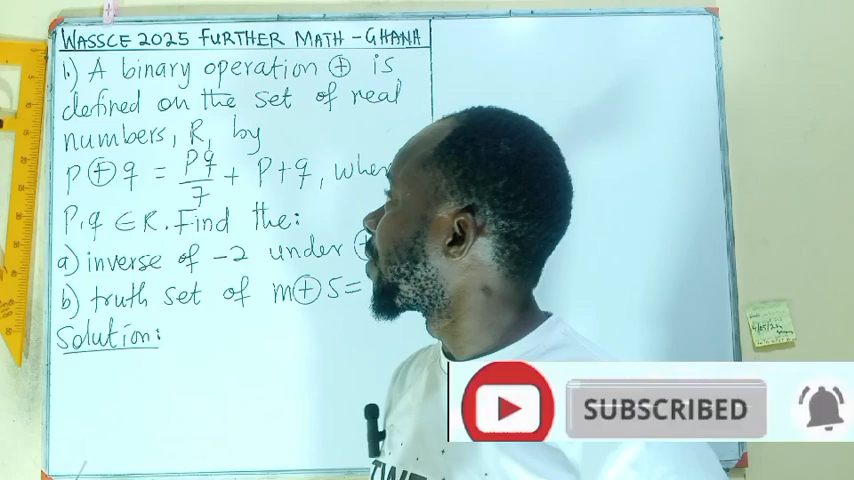 WASSCE 2025 FURTHER MATH - GHANA
1.) A binary operation ⊕ is
defined on the set of real
numbers, R, by
p ⊕ q = pq/7 + p + q, where
p, q ∈ R. Find the:
a) inverse of -2 under ⊕
b) truth set of m ⊕ 5 =
Solution:
SUBSCRIBED